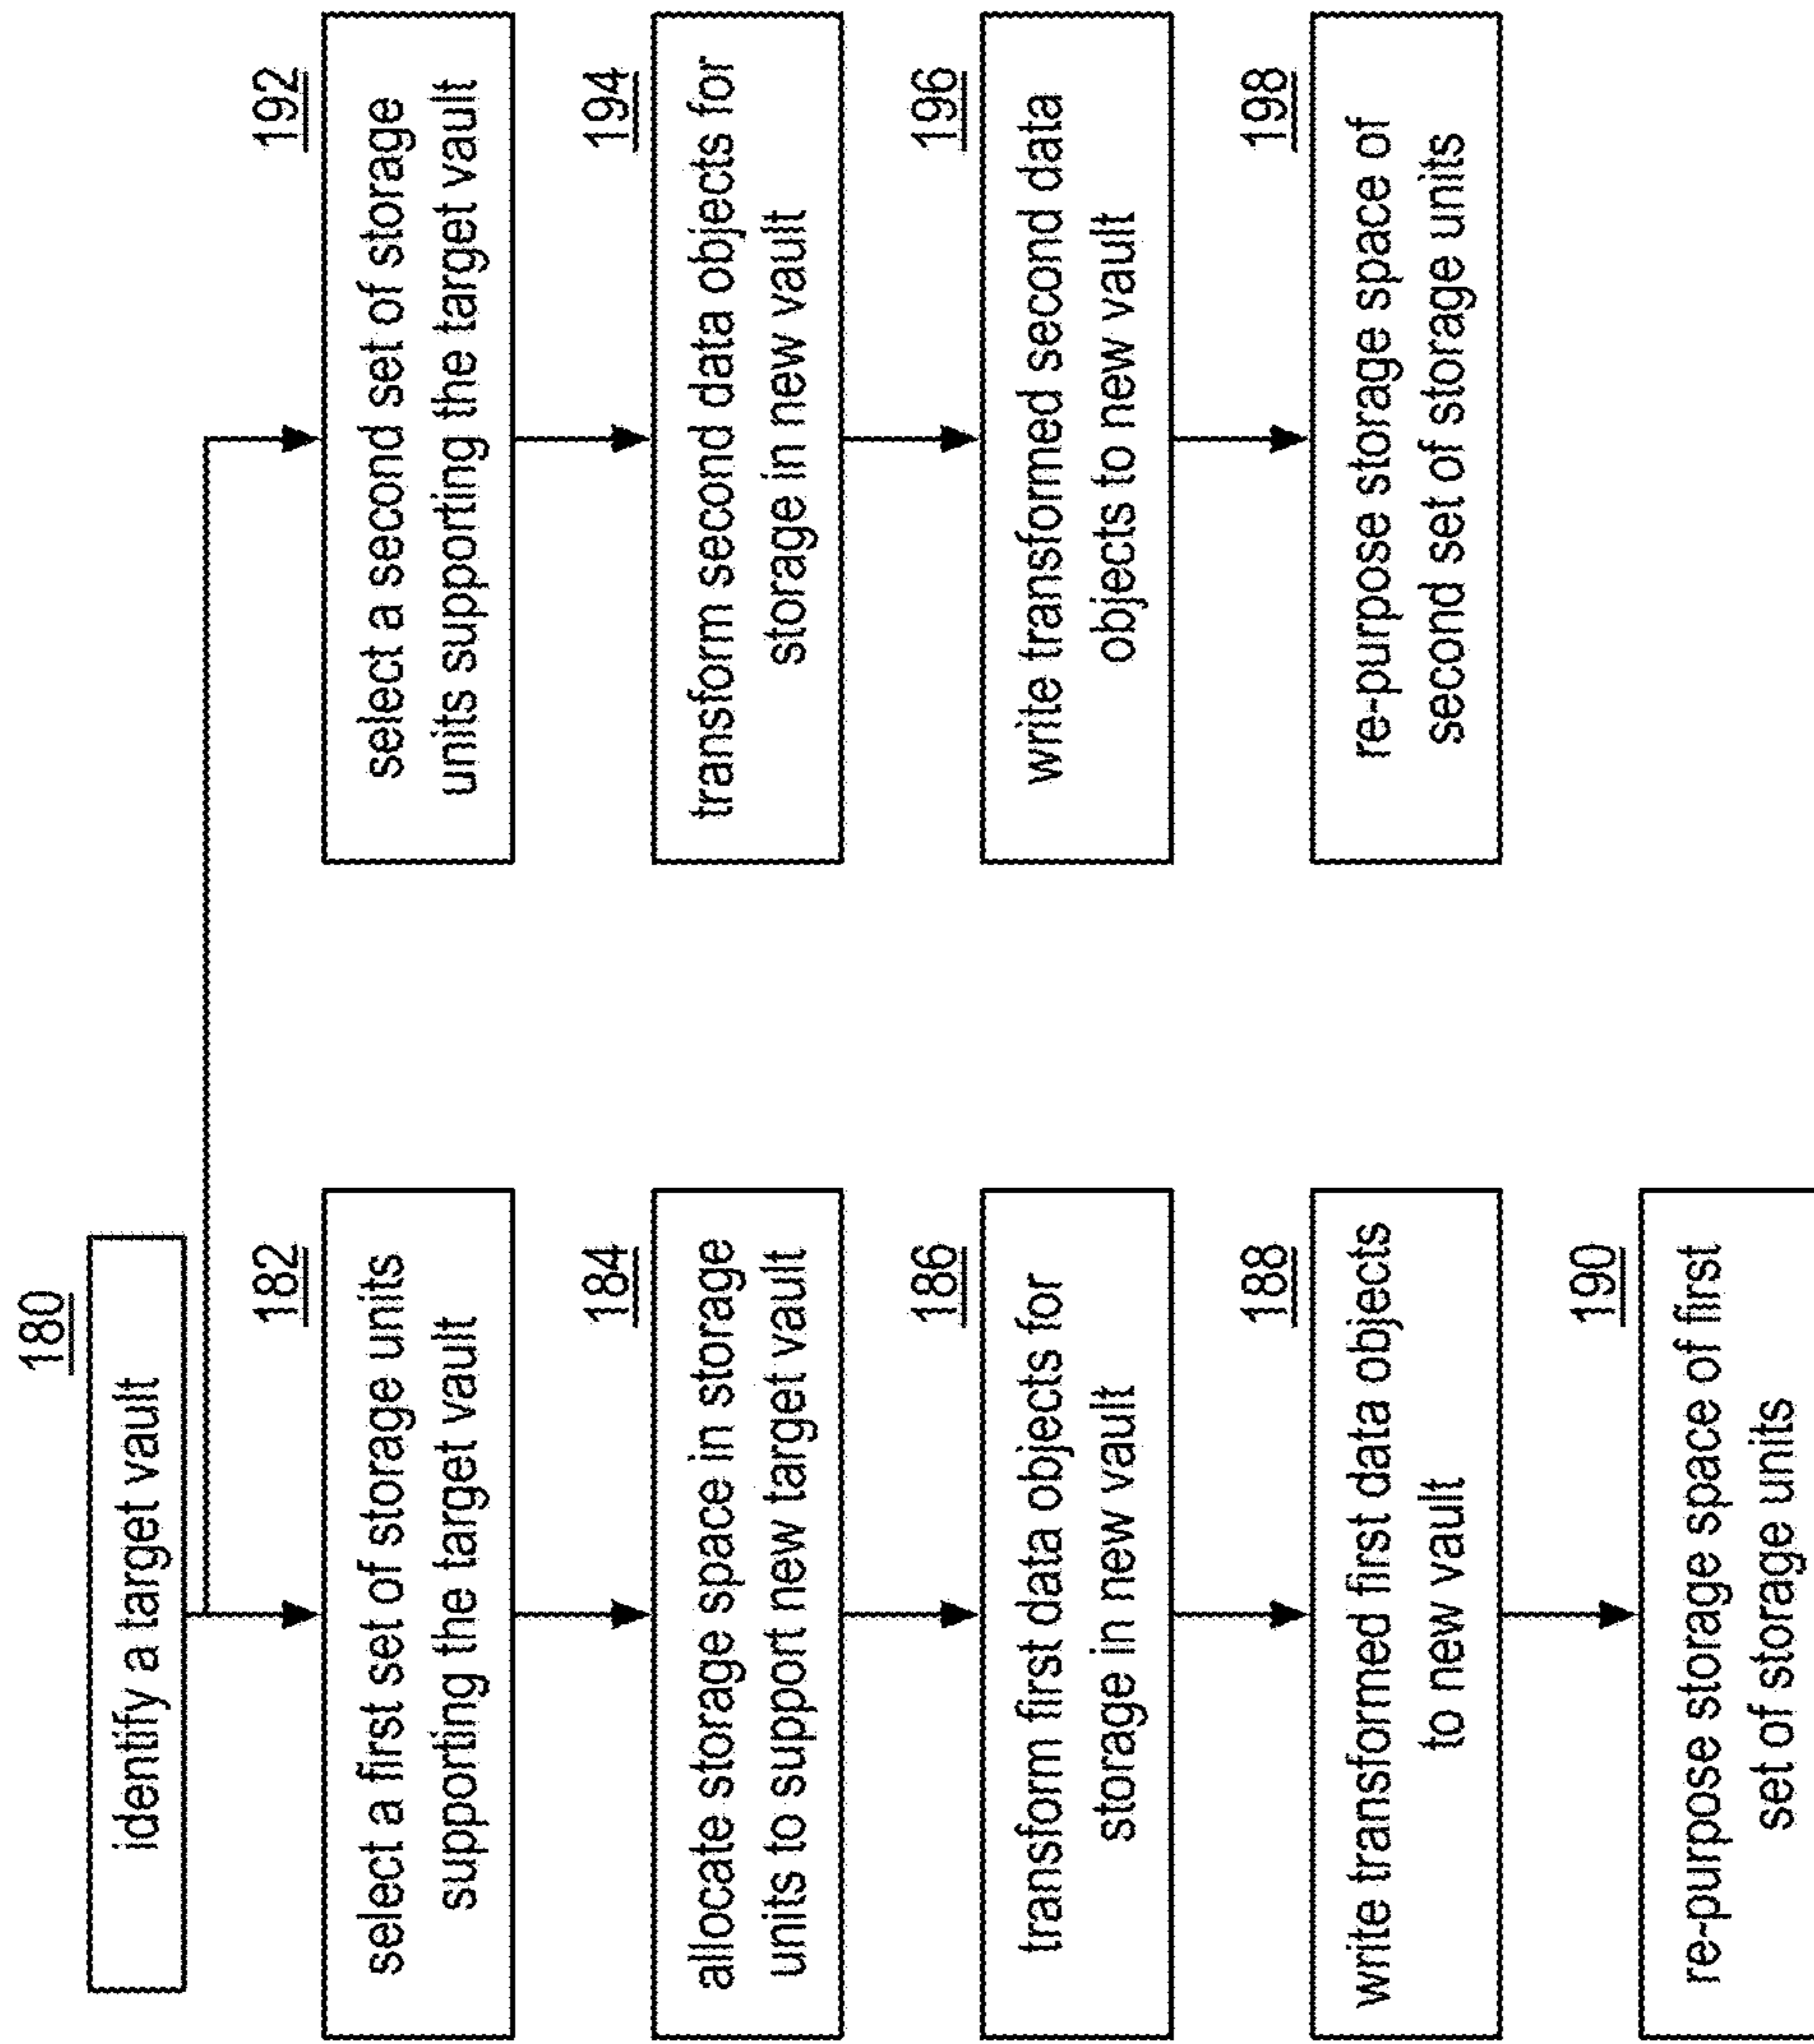 180
identify a target vault
182
select a first set of storage units
supporting the target vault
184
allocate storage space in storage
units to support new target vault
186
transform first data objects for
storage in new vault
188
write transformed first data objects
to new vault
190
re-purpose storage space of first
set of storage units
192
select a second set of storage
units supporting the target vault
194
transform second data objects for
storage in new vault
196
write transformed second data
objects to new vault
198
re-purpose storage space of
second set of storage units